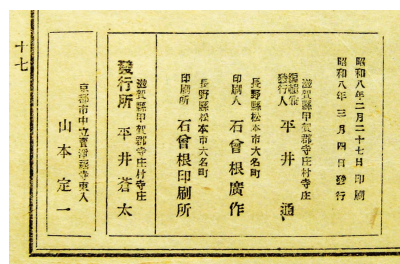 昭和八年二月二十七日印刷
昭和八年三月四日發行
滋賀縣甲賀郡寺庄村寺庄
編輯兼發行人 平井通
長野縣松本市大名町
印刷人 石曾根廣作
長野縣松本市大名町
印刷所 石曾根印刷所
滋賀縣甲賀郡寺庄村寺庄
發行所 平井蒼太
京都市中立賣淨福寺東入
山本定一
十七